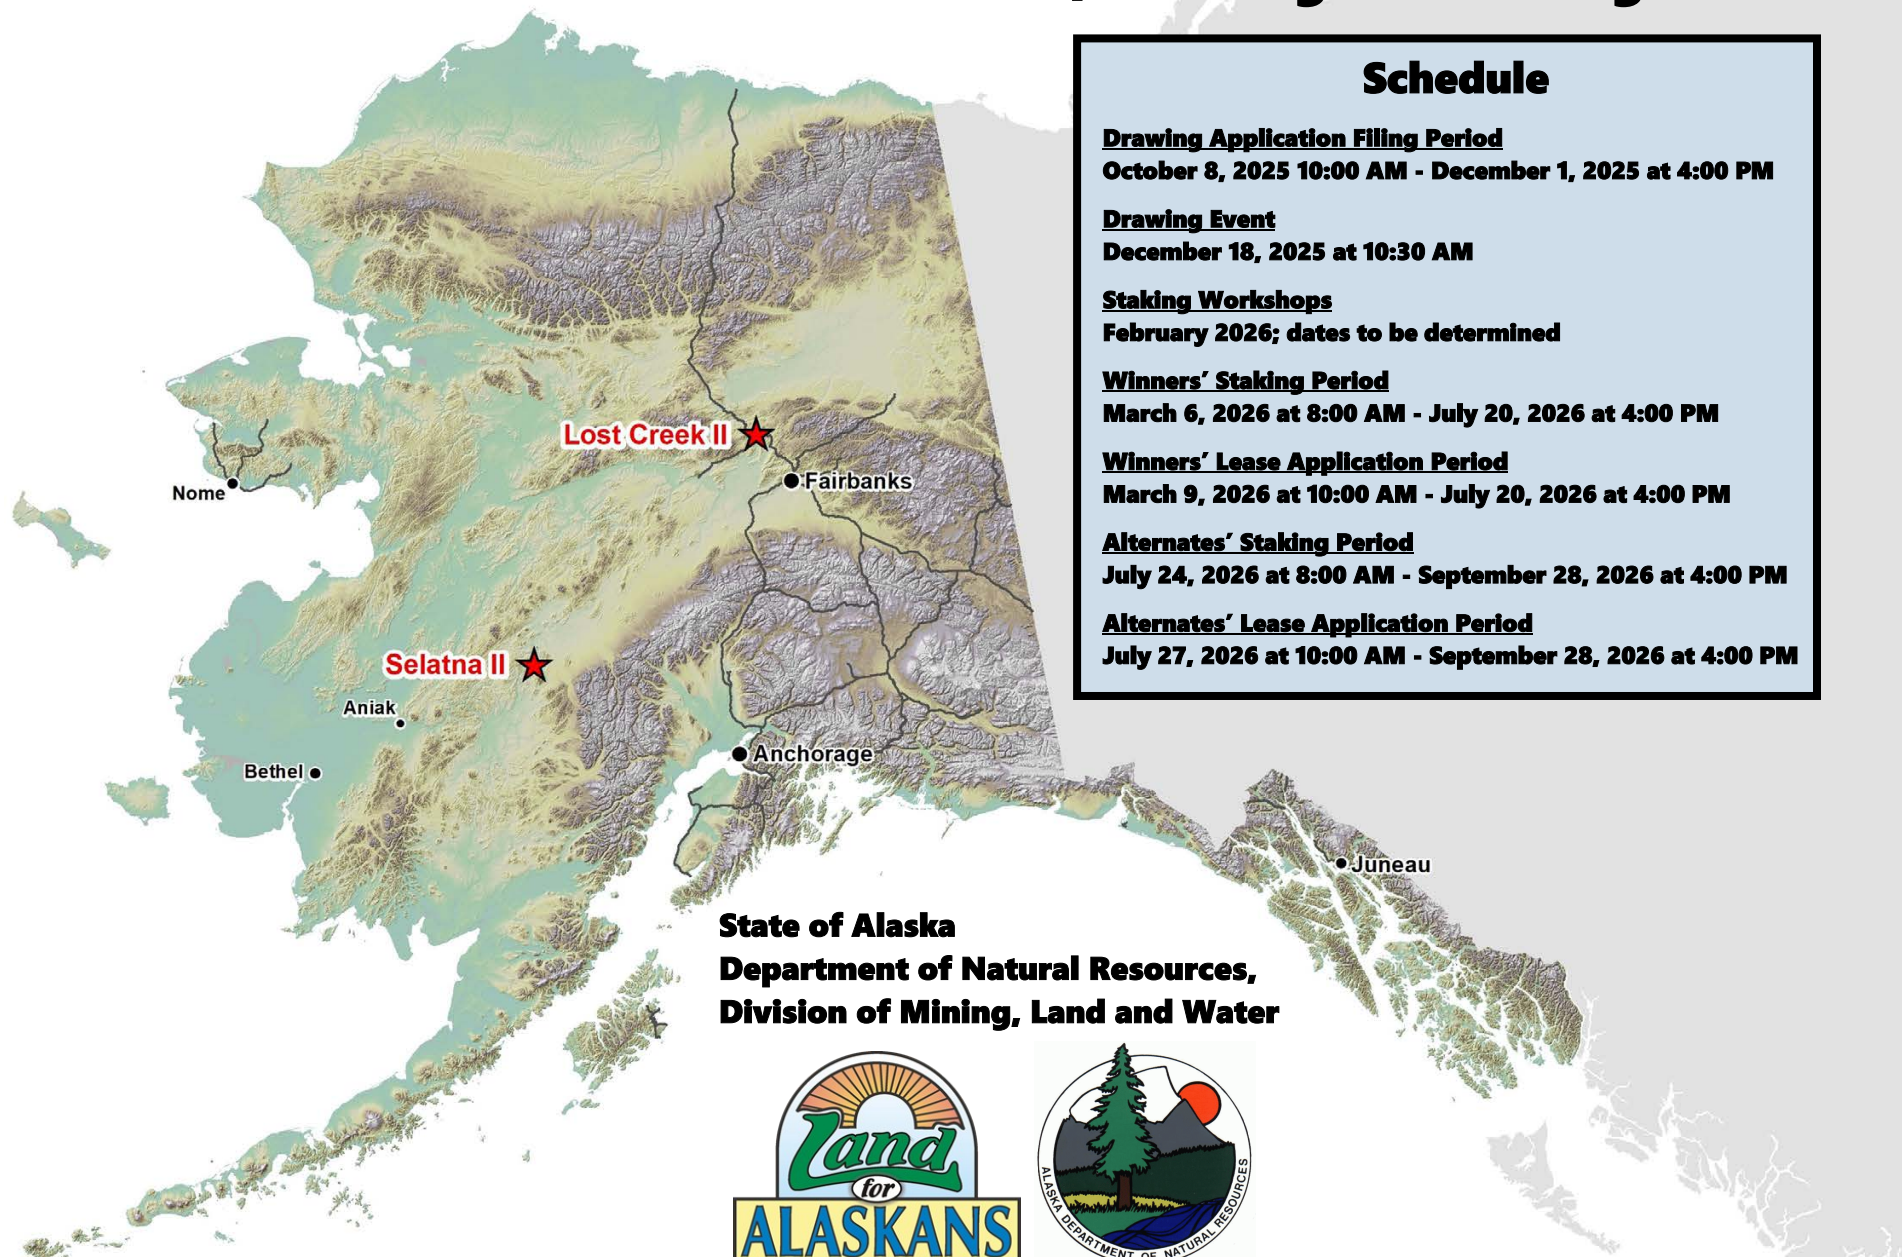 Schedule
Drawing Application Filing Period
October 8, 2025 10:00 AM - December 1, 2025 at 4:00 PM
Drawing Event
December 18, 2025 at 10:30 AM
Staking Workshops
February 2026; dates to be determined
Winners’ Staking Period
March 6, 2026 at 8:00 AM - July 20, 2026 at 4:00 PM
Winners’ Lease Application Period
March 9, 2026 at 10:00 AM - July 20, 2026 at 4:00 PM
Alternates’ Staking Period
July 24, 2026 at 8:00 AM - September 28, 2026 at 4:00 PM
Alternates’ Lease Application Period
July 27, 2026 at 10:00 AM - September 28, 2026 at 4:00 PM
Lost Creek II
Fairbanks
Nome
Selatna II
Aniak
Bethel
Anchorage
Juneau
State of Alaska
Department of Natural Resources,
Division of Mining, Land and Water
Land
for
ALASKANS
ALASKA DEPARTMENT OF NATURAL RESOURCES